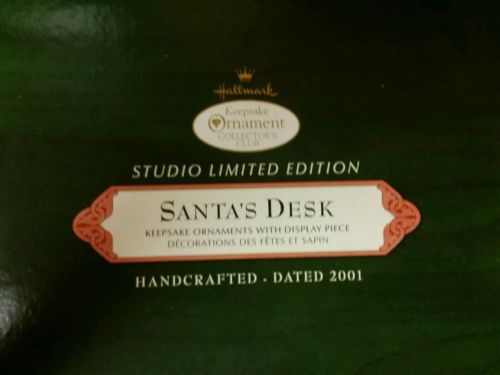 Hallmark
Keepsake
Ornament
COLLECTOR'S
CLUB
STUDIO LIMITED EDITION
SANTA'S DESK
KEEPSAKE ORNAMENTS WITH DISPLAY PIECE
DÉCORATIONS DES FÊTES ET SAPIN
HANDCRAFTED - DATED 2001